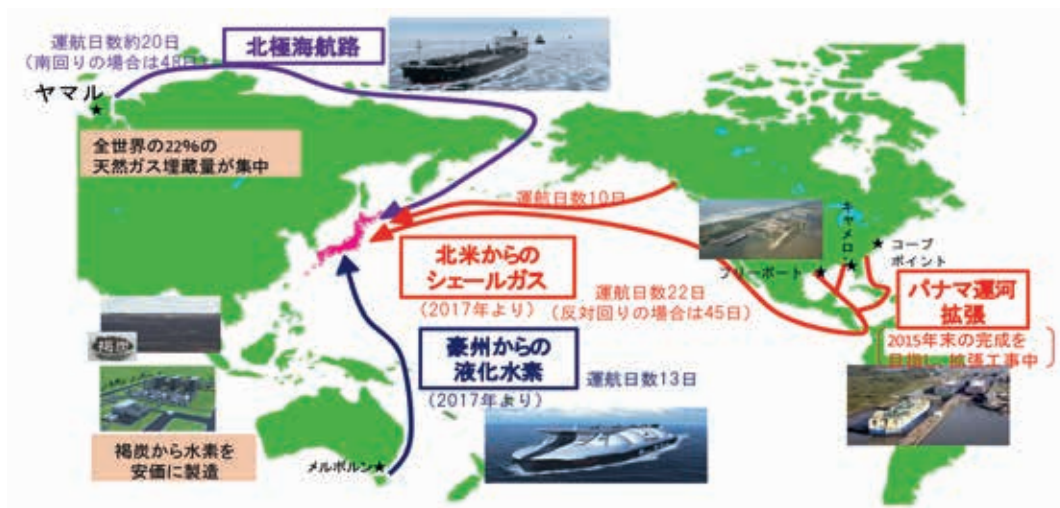 運航日数約20日
(南回りの場合は48日)
北極海航路
ヤマル
★
全世界の22%の
天然ガス埋蔵量が集中
運航日数10日
北米からの
シェールガス
(2017年より)
運航日数22日
(反対回りの場合は45日)
キャメロン
★
フリーポート ★
★ コーブ
ポイント
パナマ運河
拡張
2015年末の完成を
目指し、拡張工事中
豪州からの
液化水素
(2017年より)
運航日数13日
褐炭
褐炭から水素を
安価に製造
メルボルン★